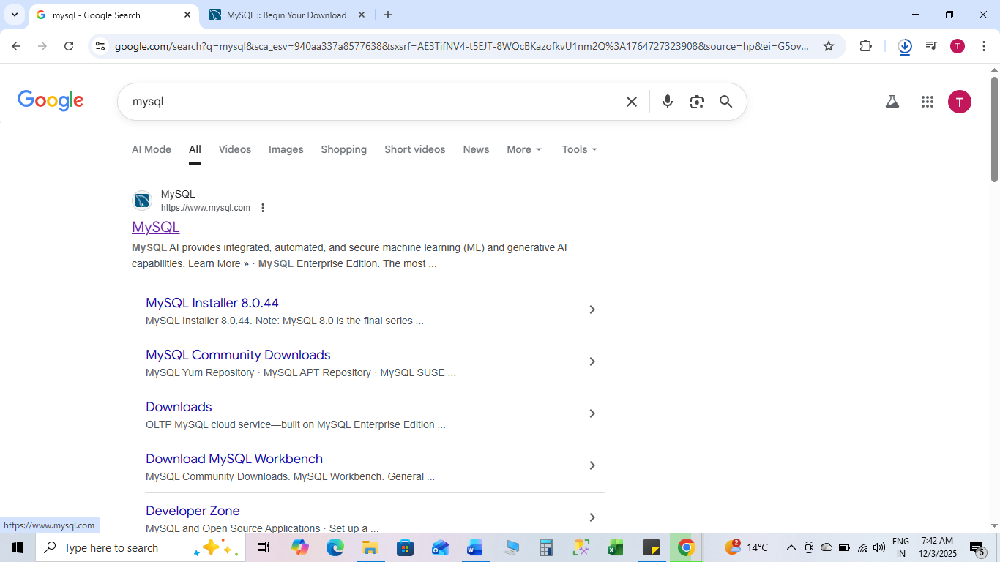 mysql - Google Search
MySQL :: Begin Your Download
google.com/search?q=mysql&sca_esv=940aa337a8577638&sxsrf=AE3TifNV4-t5EJT-8WQcBKazofkvU1nm2Q%3A1764727323908&source=hp&ei=G5ov...
T
Google
mysql
T
AI Mode
All
Videos
Images
Shopping
Short videos
News
More
Tools
MySQL
https://www.mysql.com
MySQL
MySQL AI provides integrated, automated, and secure machine learning (ML) and generative AI
capabilities. Learn More » · MySQL Enterprise Edition. The most ...
MySQL Installer 8.0.44
MySQL Installer 8.0.44. Note: MySQL 8.0 is the final series ...
MySQL Community Downloads
MySQL Yum Repository · MySQL APT Repository · MySQL SUSE ...
Downloads
OLTP MySQL cloud service—built on MySQL Enterprise Edition ...
Download MySQL Workbench
MySQL Community Downloads. MySQL Workbench. General ...
Developer Zone
MySQL and Open Source Applications · Set up a ...
https://www.mysql.com
Type here to search
2
14°C
ENG
IN
7:42 AM
12/3/2025
6